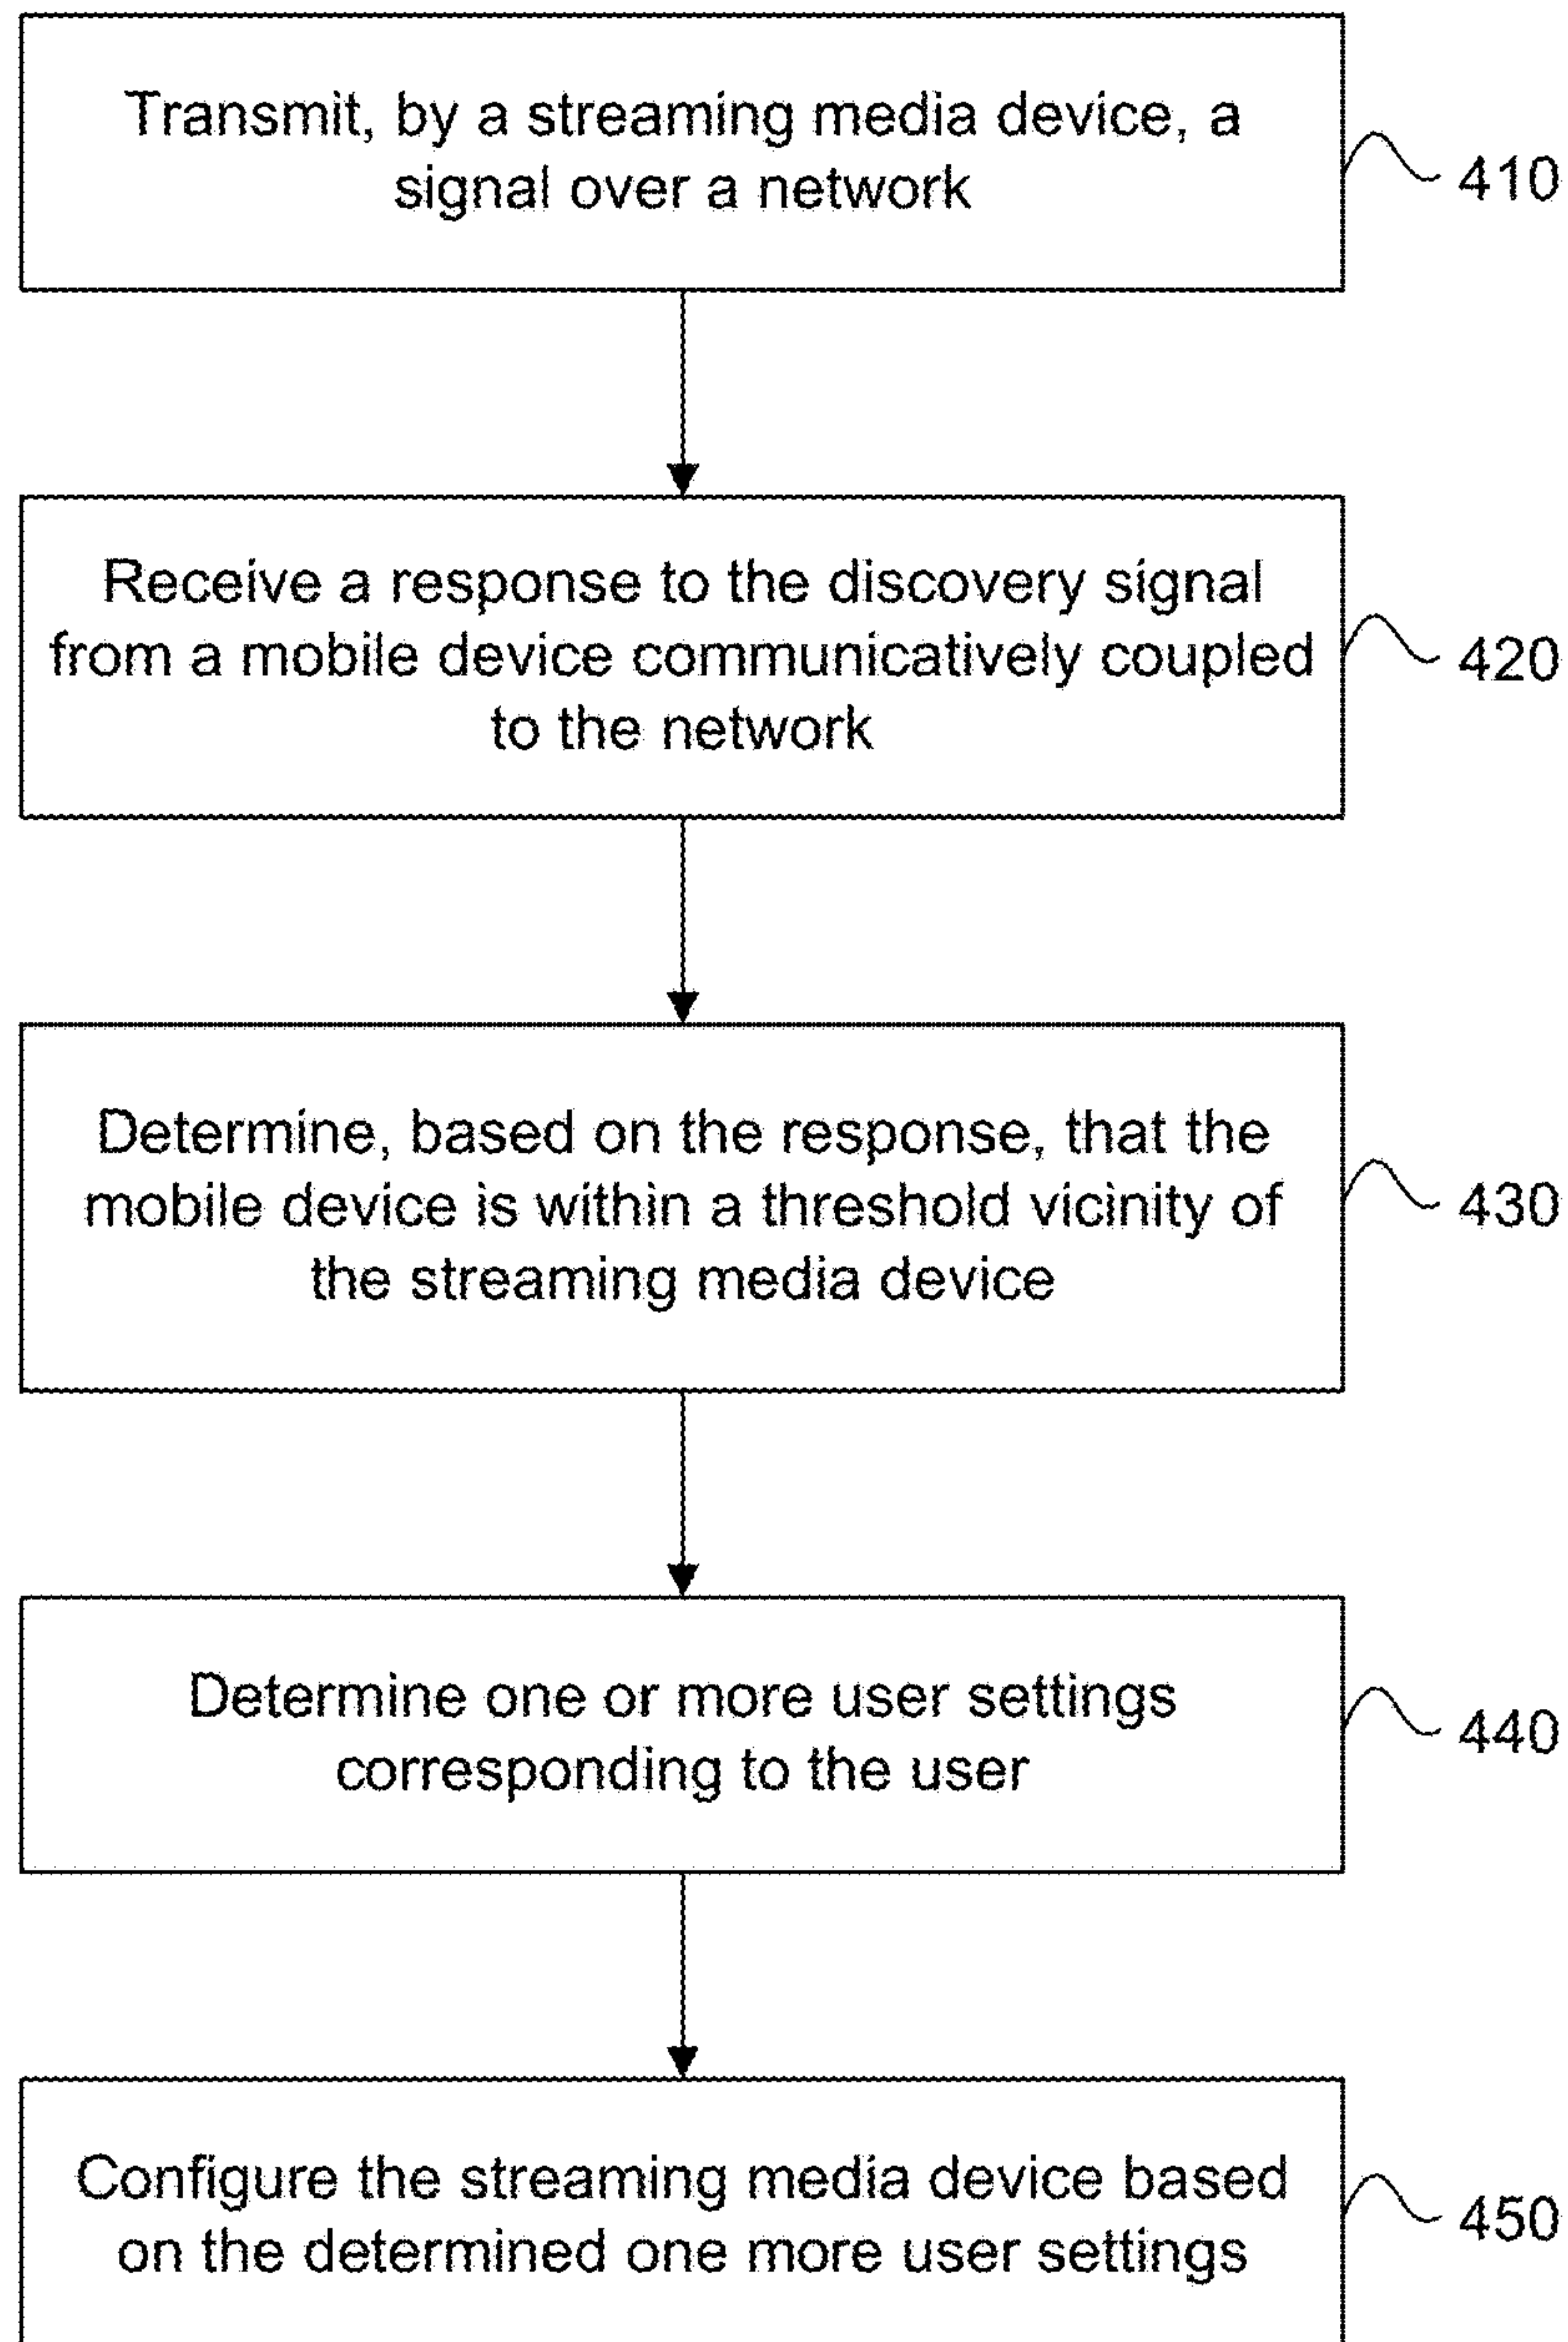 Transmit, by a streaming media device, a
signal over a network
410
Receive a response to the discovery signal
from a mobile device communicatively coupled
to the network
420
Determine, based on the response, that the
mobile device is within a threshold vicinity of
the streaming media device
430
Determine one or more user settings
corresponding to the user
440
Configure the streaming media device based
on the determined one more user settings
450